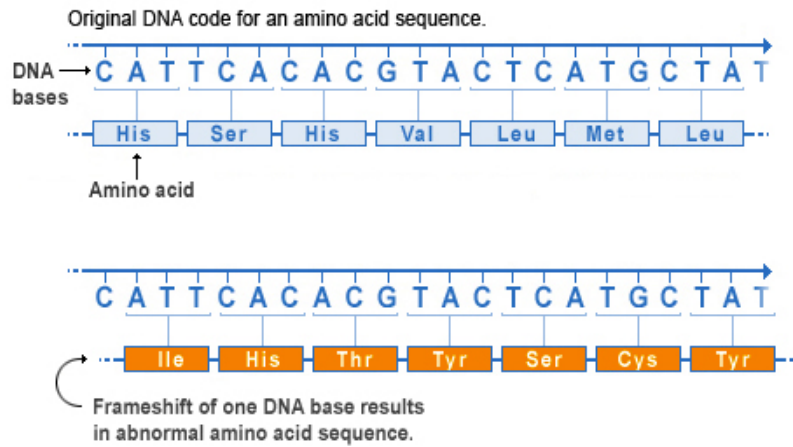 Original DNA code for an amino acid sequence.
DNA bases
C A T T C A C A C G T A C T C A T G C T A T
His Ser His Val Leu Met Leu
Amino acid
C A T T C A C A C G T A C T C A T G C T A T
Ile His Thr Tyr Ser Cys Tyr
Frameshift of one DNA base results
in abnormal amino acid sequence.